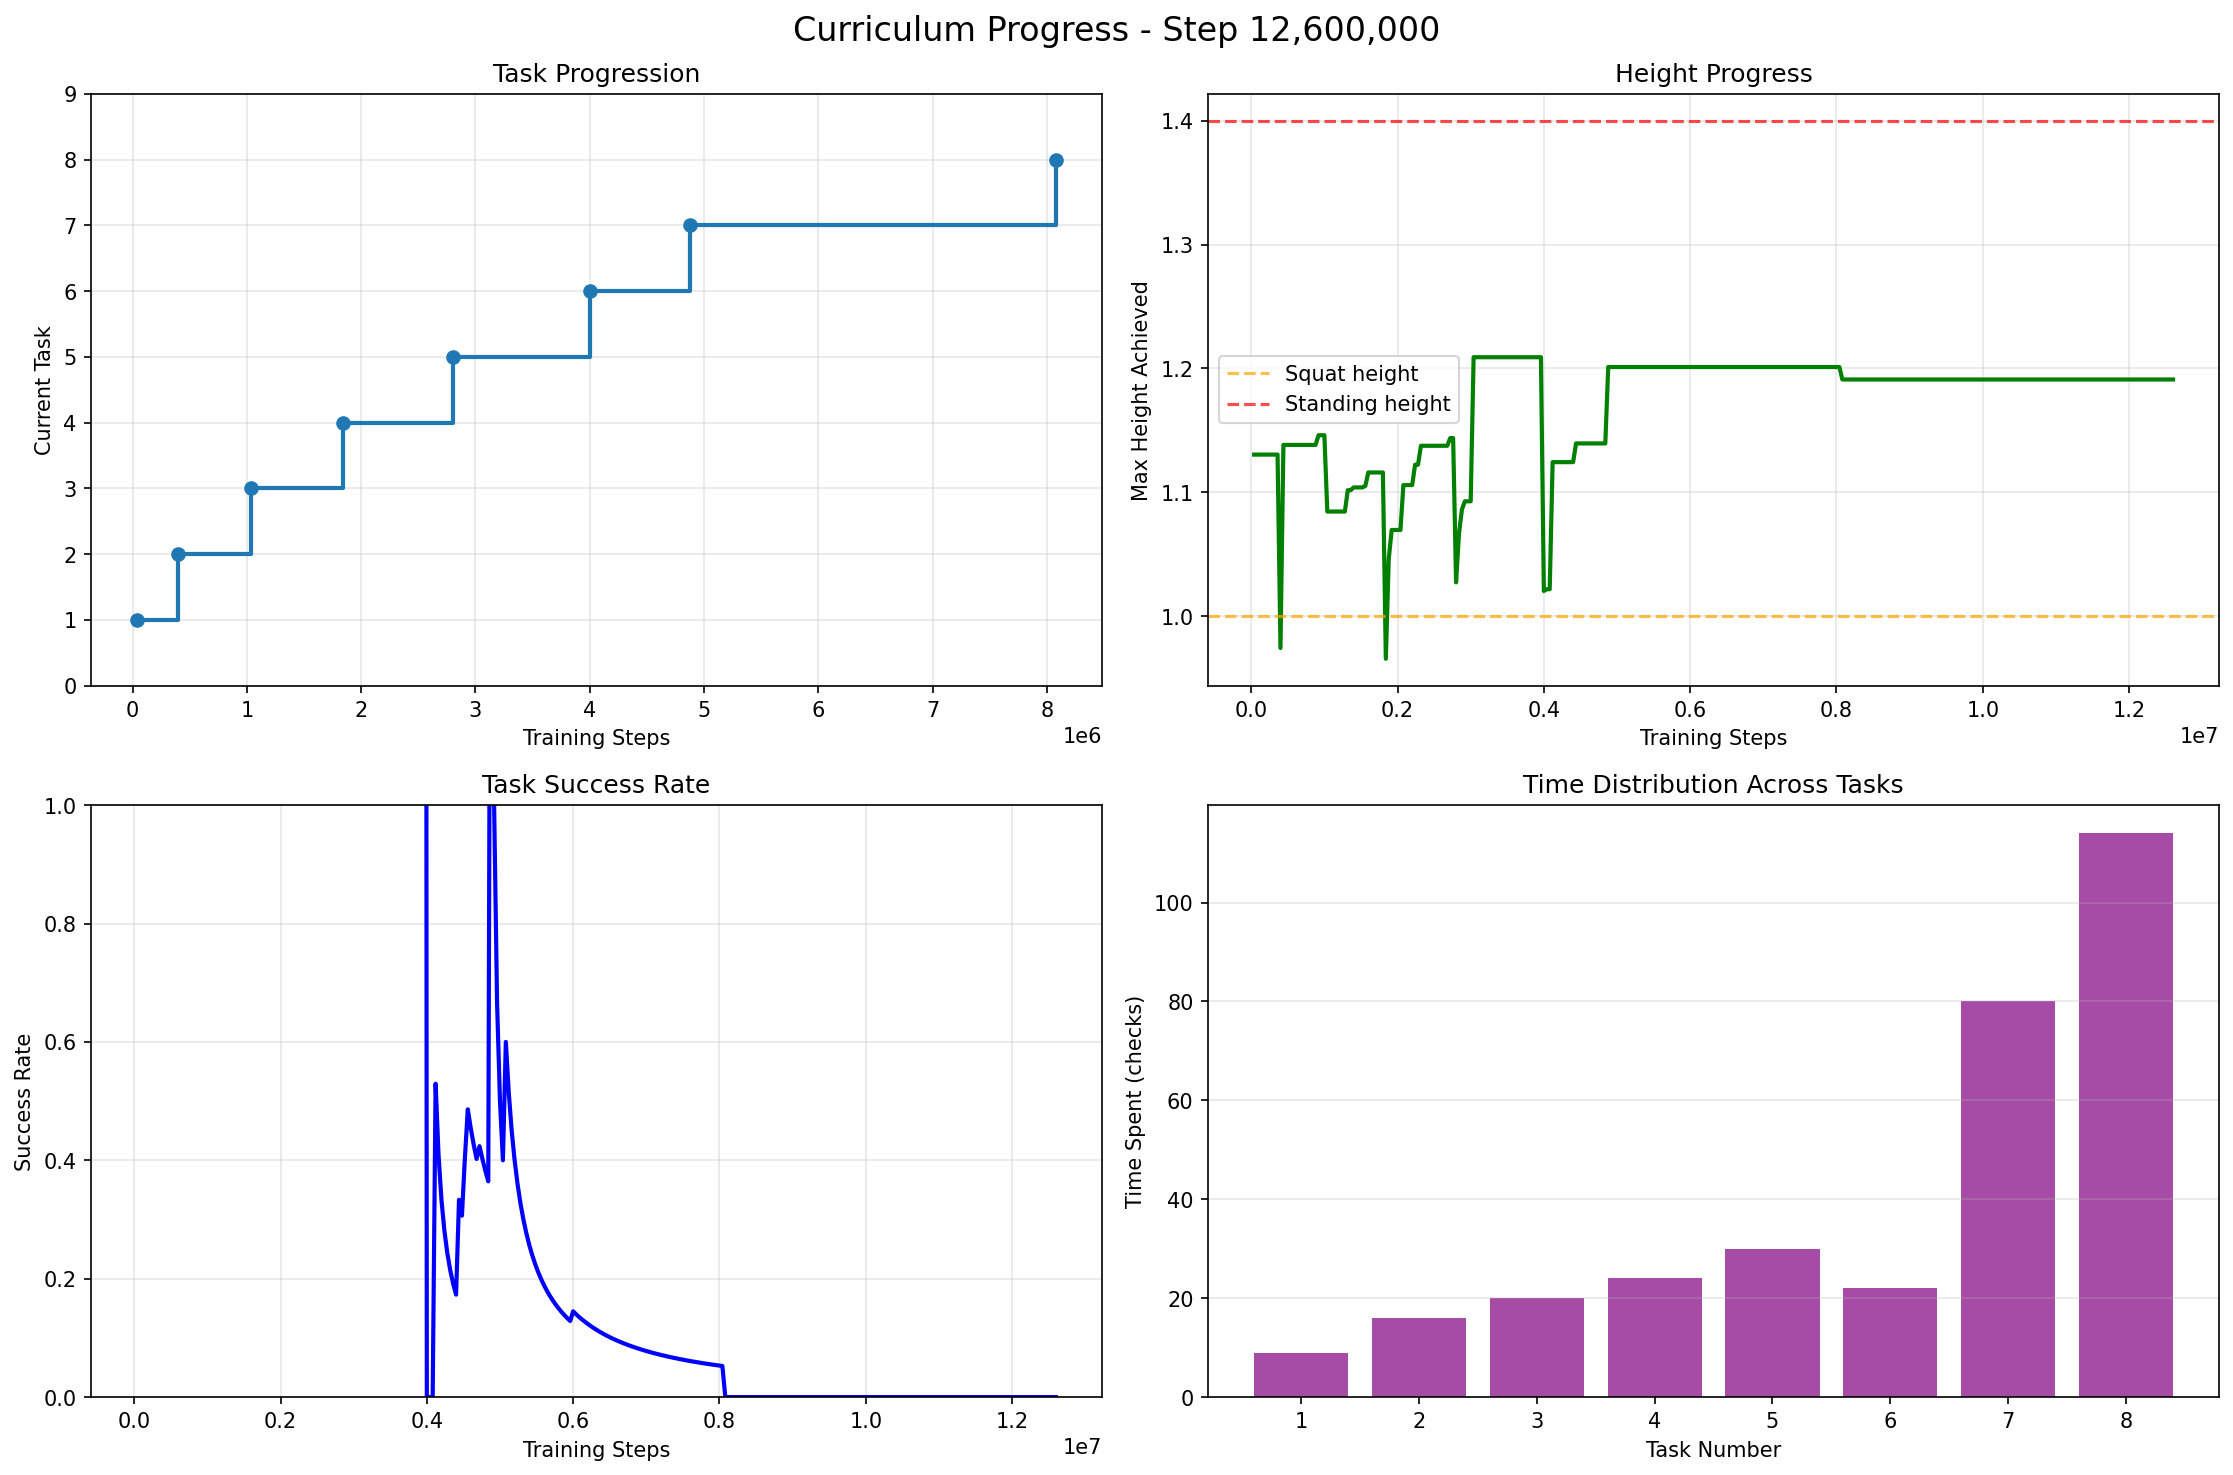 Curriculum Progress - Step 12,600,000
Task Progression
9
8
7
6
5
4
3
2
1
0
Current Task
0 1 2 3 4 5 6 7 8
1e6
Training Steps
Height Progress
1.4
1.3
1.2
1.1
1.0
Max Height Achieved
Squat height
Standing height
0.0 0.2 0.4 0.6 0.8 1.0 1.2
1e7
Training Steps
Task Success Rate
1.0
0.8
0.6
0.4
0.2
0.0
Success Rate
0.0 0.2 0.4 0.6 0.8 1.0 1.2
1e7
Training Steps
Time Distribution Across Tasks
100
80
60
40
20
0
Time Spent (checks)
1 2 3 4 5 6 7 8
Task Number